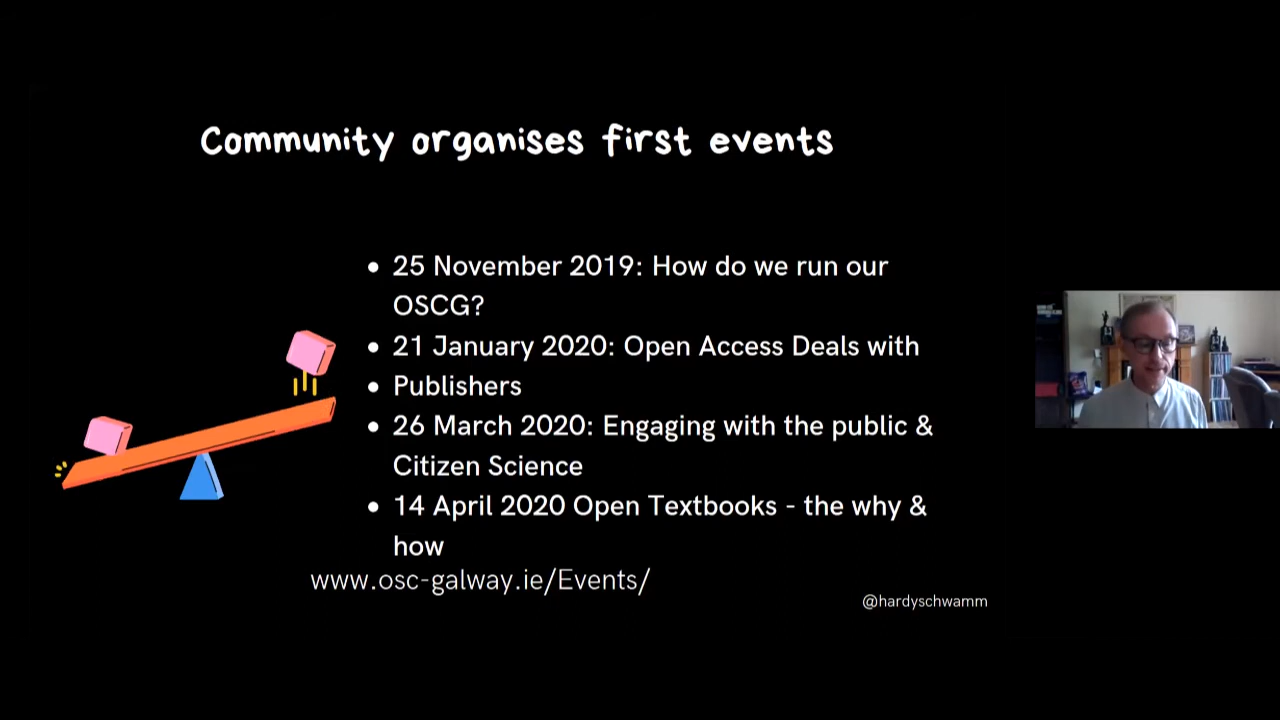 Community organises first events
• 25 November 2019: How do we run our
OSCG?
• 21 January 2020: Open Access Deals with
• Publishers
• 26 March 2020: Engaging with the public &
Citizen Science
• 14 April 2020 Open Textbooks - the why &
how
www.osc-galway.ie/Events/
@hardyschwamm